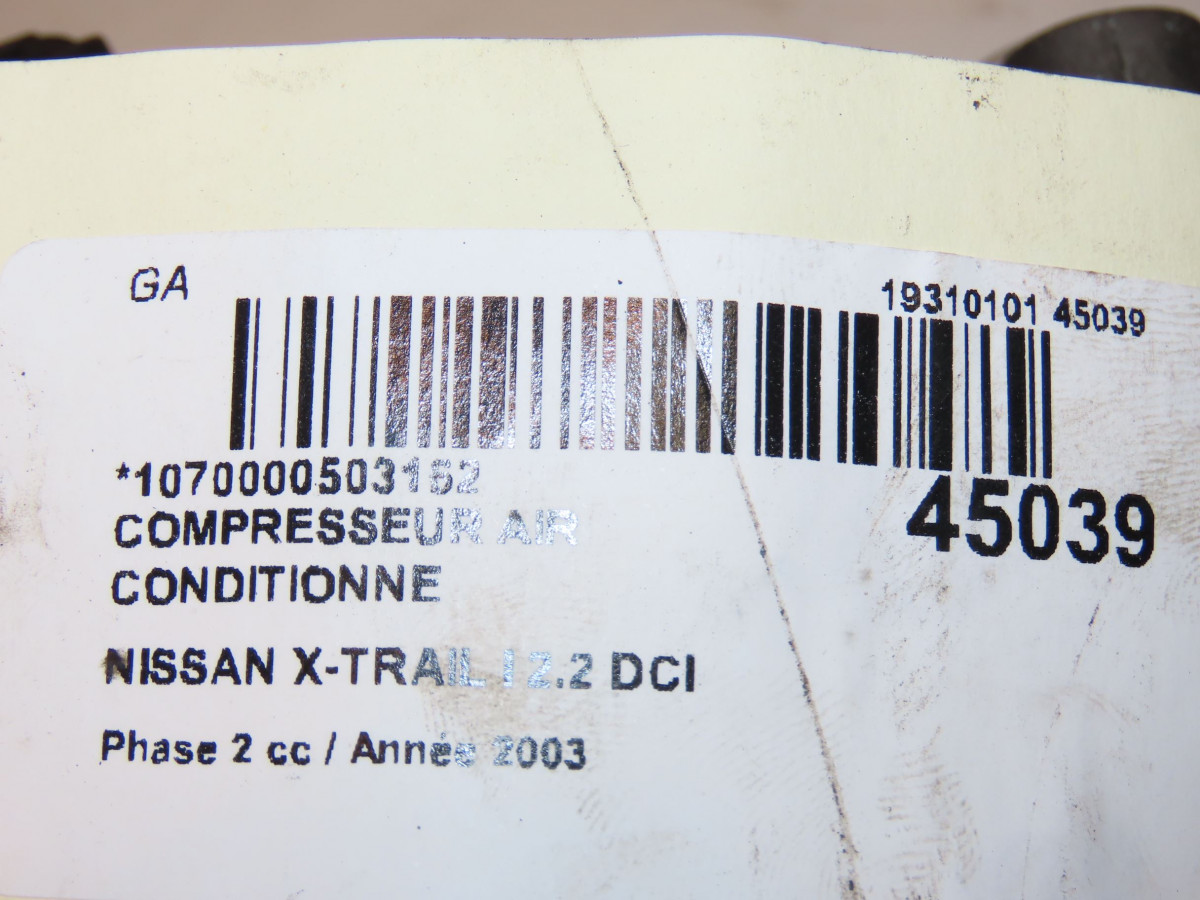 GA
19310101 45039
*1070000503162
45039
COMPRESSEUR AIR
CONDITIONNE
NISSAN X-TRAIL I 2.2 DCI
Phase 2 cc / Année 2003